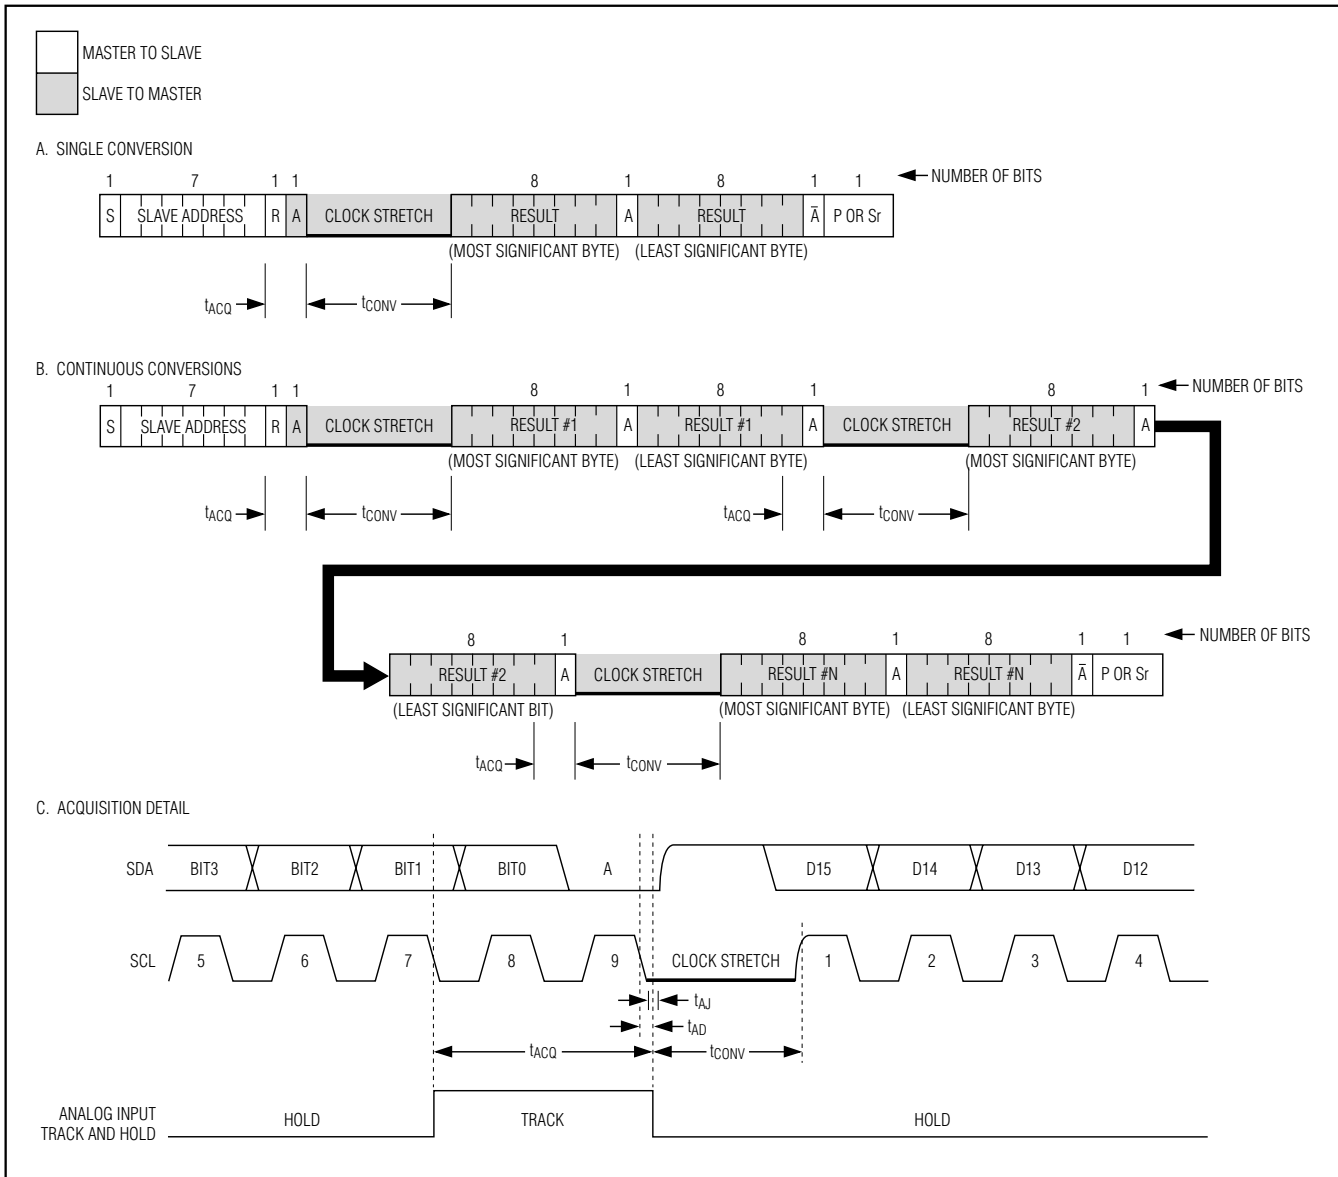 MASTER TO SLAVE
SLAVE TO MASTER
A. SINGLE CONVERSION
1 7 1 1 8 1 8 1 1 NUMBER OF BITS
S SLAVE ADDRESS R A CLOCK STRETCH RESULT A RESULT A̅ P OR Sr
(MOST SIGNIFICANT BYTE) (LEAST SIGNIFICANT BYTE)
tACQ tCONV
B. CONTINUOUS CONVERSIONS
1 7 1 1 8 1 8 1 8 1 NUMBER OF BITS
S SLAVE ADDRESS R A CLOCK STRETCH RESULT #1 A RESULT #1 A CLOCK STRETCH RESULT #2 A
(MOST SIGNIFICANT BYTE) (LEAST SIGNIFICANT BYTE) (MOST SIGNIFICANT BYTE)
tACQ tCONV tACQ tCONV
8 1 8 1 8 1 1 NUMBER OF BITS
RESULT #2 A CLOCK STRETCH RESULT #N A RESULT #N A̅ P OR Sr
(LEAST SIGNIFICANT BIT) (MOST SIGNIFICANT BYTE) (LEAST SIGNIFICANT BYTE)
tACQ tCONV
C. ACQUISITION DETAIL
SDA BIT3 BIT2 BIT1 BIT0 A D15 D14 D13 D12
SCL 5 6 7 8 9 CLOCK STRETCH 1 2 3 4
tAJ
tAD
tACQ tCONV
ANALOG INPUT
TRACK AND HOLD
HOLD TRACK HOLD